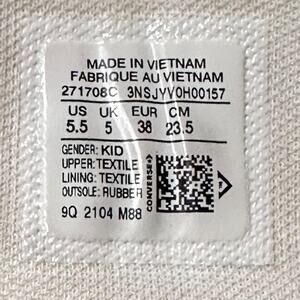 MADE IN VIETNAM
FABRIQUE AU VIETNAM
271708C 3NSJYV0H00157
US UK EUR CM
5.5 5 38 23.5
GENDER: KID
UPPER: TEXTILE
LINING: TEXTILE
OUTSOLE: RUBBER
CONVERSE
9Q 2104 M88